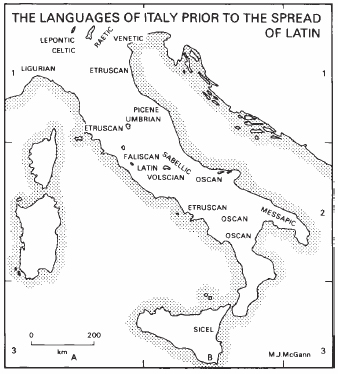 THE LANGUAGES OF ITALY PRIOR TO THE SPREAD
OF LATIN
LEPONTIC
CELTIC
RAETIC
VENETIC
1
LIGURIAN
ETRUSCAN
1
PICENE
UMBRIAN
ETRUSCAN
FALISCAN
SABELLIC
LATIN
VOLSCIAN
OSCAN
ETRUSCAN
MESSAPIC
2
OSCAN
OSCAN
SICEL
0 200
km
3
A
B
M.J.McGann
3